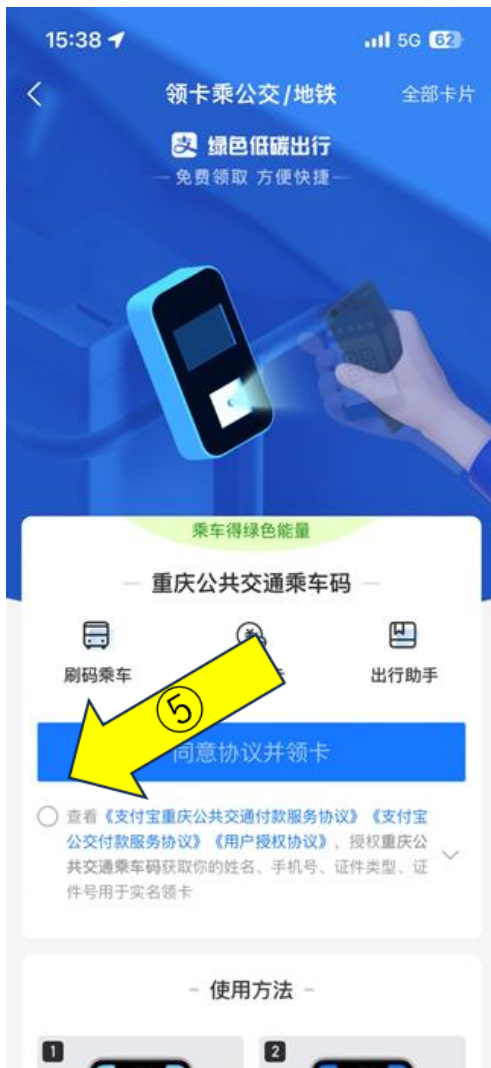 15:38
5G 62
领卡乘公交/地铁
全部卡片
绿色低碳出行
免费领取 方便快捷
乘车得绿色能量
重庆公共交通乘车码
刷码乘车
出行助手
⑤
同意协议并领卡
查看《支付宝重庆公共交通付款服务协议》《支付宝
公交付款服务协议》《用户授权协议》，授权重庆公
共交通乘车码获取你的姓名、手机号、证件类型、证
件号用于实名领卡
使用方法
1
2